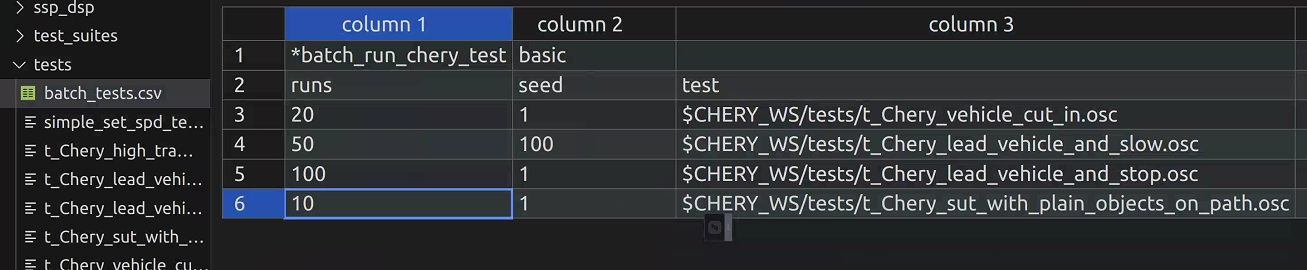 ssp_dsp
test_suites
tests
batch_tests.csv
simple_set_spd_te...
t_Chery_high_tra...
t_Chery_lead_vehi...
t_Chery_lead_vehi...
t_Chery_sut_with_...
t_Chery_vehicle_cu...
column 1 column 2 column 3
1 *batch_run_chery_test basic
2 runs seed test
3 20 1 $CHERY_WS/tests/t_Chery_vehicle_cut_in.osc
4 50 100 $CHERY_WS/tests/t_Chery_lead_vehicle_and_slow.osc
5 100 1 $CHERY_WS/tests/t_Chery_lead_vehicle_and_stop.osc
6 10 1 $CHERY_WS/tests/t_Chery_sut_with_plain_objects_on_path.osc